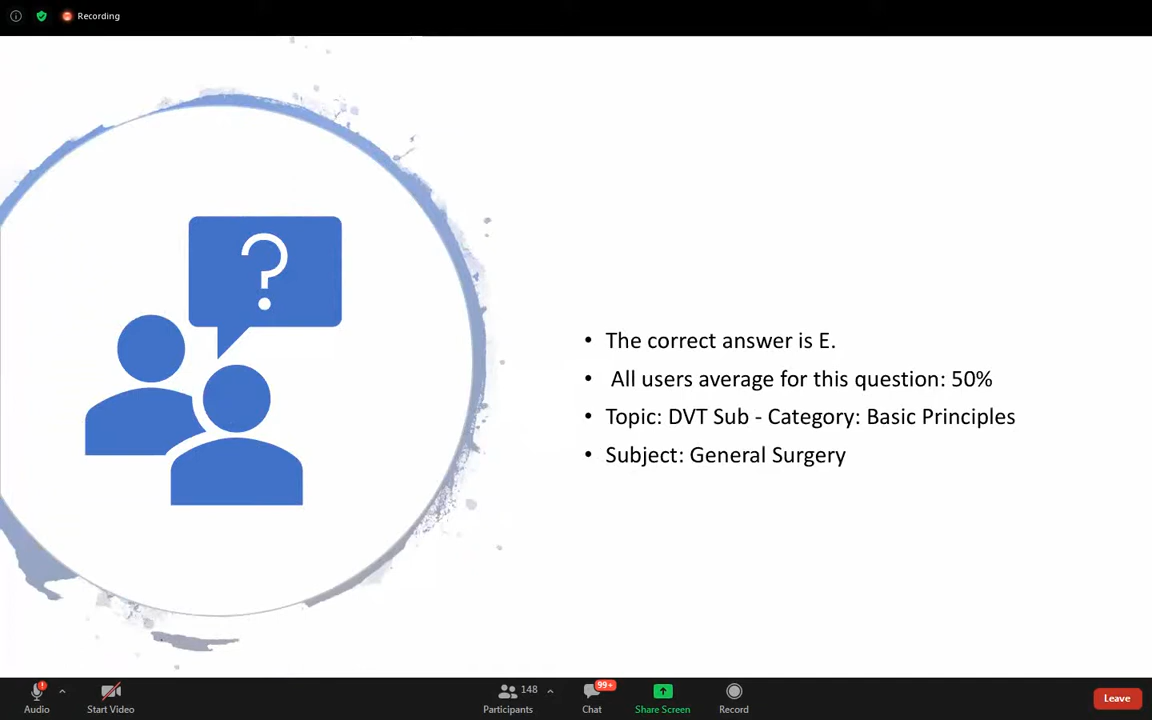 Recording
?
• The correct answer is E.
• All users average for this question: 50%
• Topic: DVT Sub - Category: Basic Principles
• Subject: General Surgery
Audio
Start Video
148
Participants
99+
Chat
Share Screen
Record
Leave